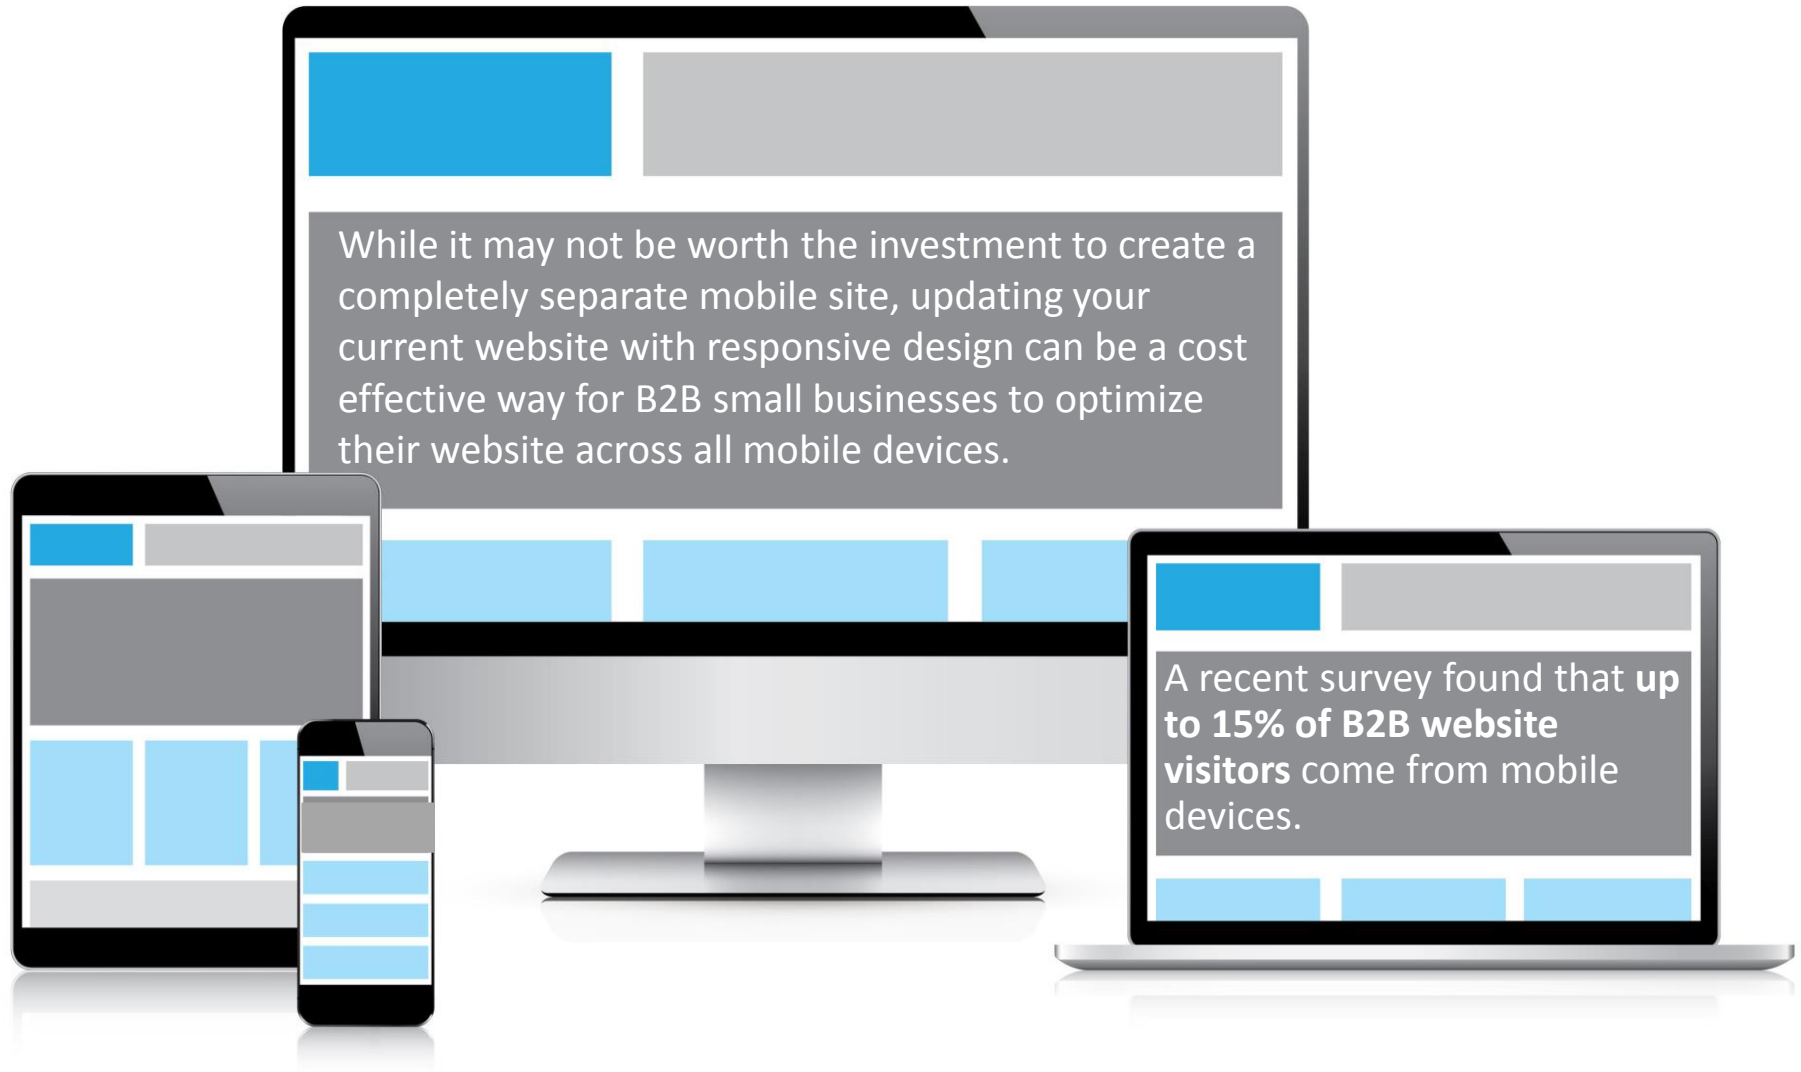 While it may not be worth the investment to create a
completely separate mobile site, updating your
current website with responsive design can be a cost
effective way for B2B small businesses to optimize
their website across all mobile devices.
A recent survey found that up
to 15% of B2B website
visitors come from mobile
devices.